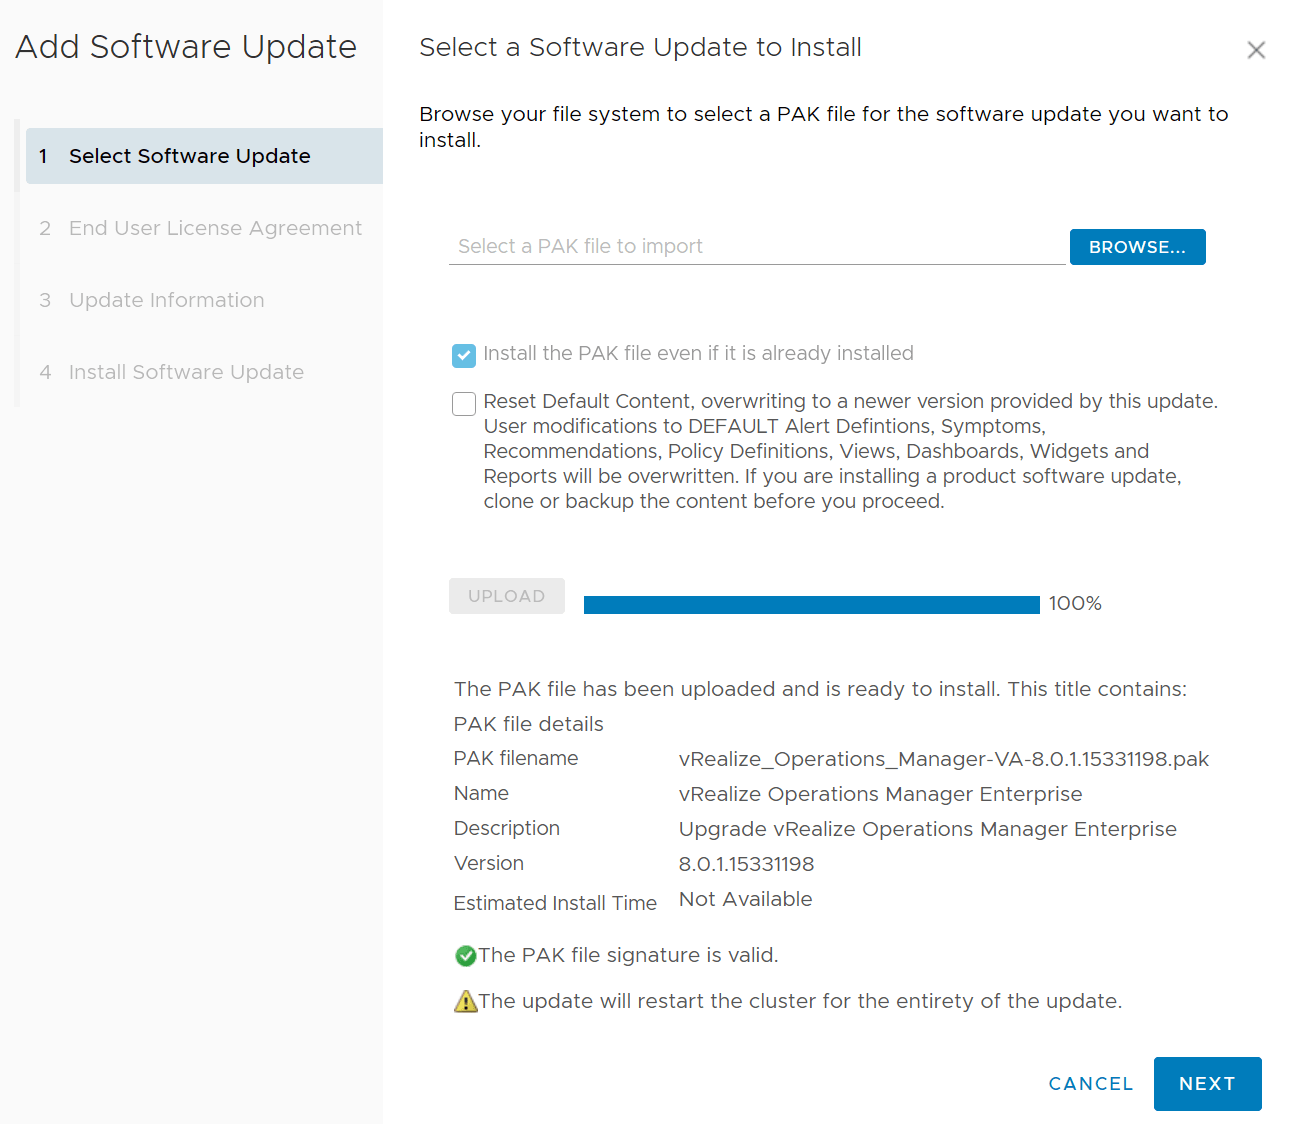 Add Software Update
1 Select Software Update
2 End User License Agreement
3 Update Information
4 Install Software Update
Select a Software Update to Install
Browse your file system to select a PAK file for the software update you want to
install.
Select a PAK file to import
BROWSE...
Install the PAK file even if it is already installed
Reset Default Content, overwriting to a newer version provided by this update.
User modifications to DEFAULT Alert Defintions, Symptoms,
Recommendations, Policy Definitions, Views, Dashboards, Widgets and
Reports will be overwritten. If you are installing a product software update,
clone or backup the content before you proceed.
UPLOAD
100%
The PAK file has been uploaded and is ready to install. This title contains:
PAK file details
PAK filename vRealize_Operations_Manager-VA-8.0.1.15331198.pak
Name vRealize Operations Manager Enterprise
Description Upgrade vRealize Operations Manager Enterprise
Version 8.0.1.15331198
Estimated Install Time Not Available
The PAK file signature is valid.
The update will restart the cluster for the entirety of the update.
CANCEL
NEXT